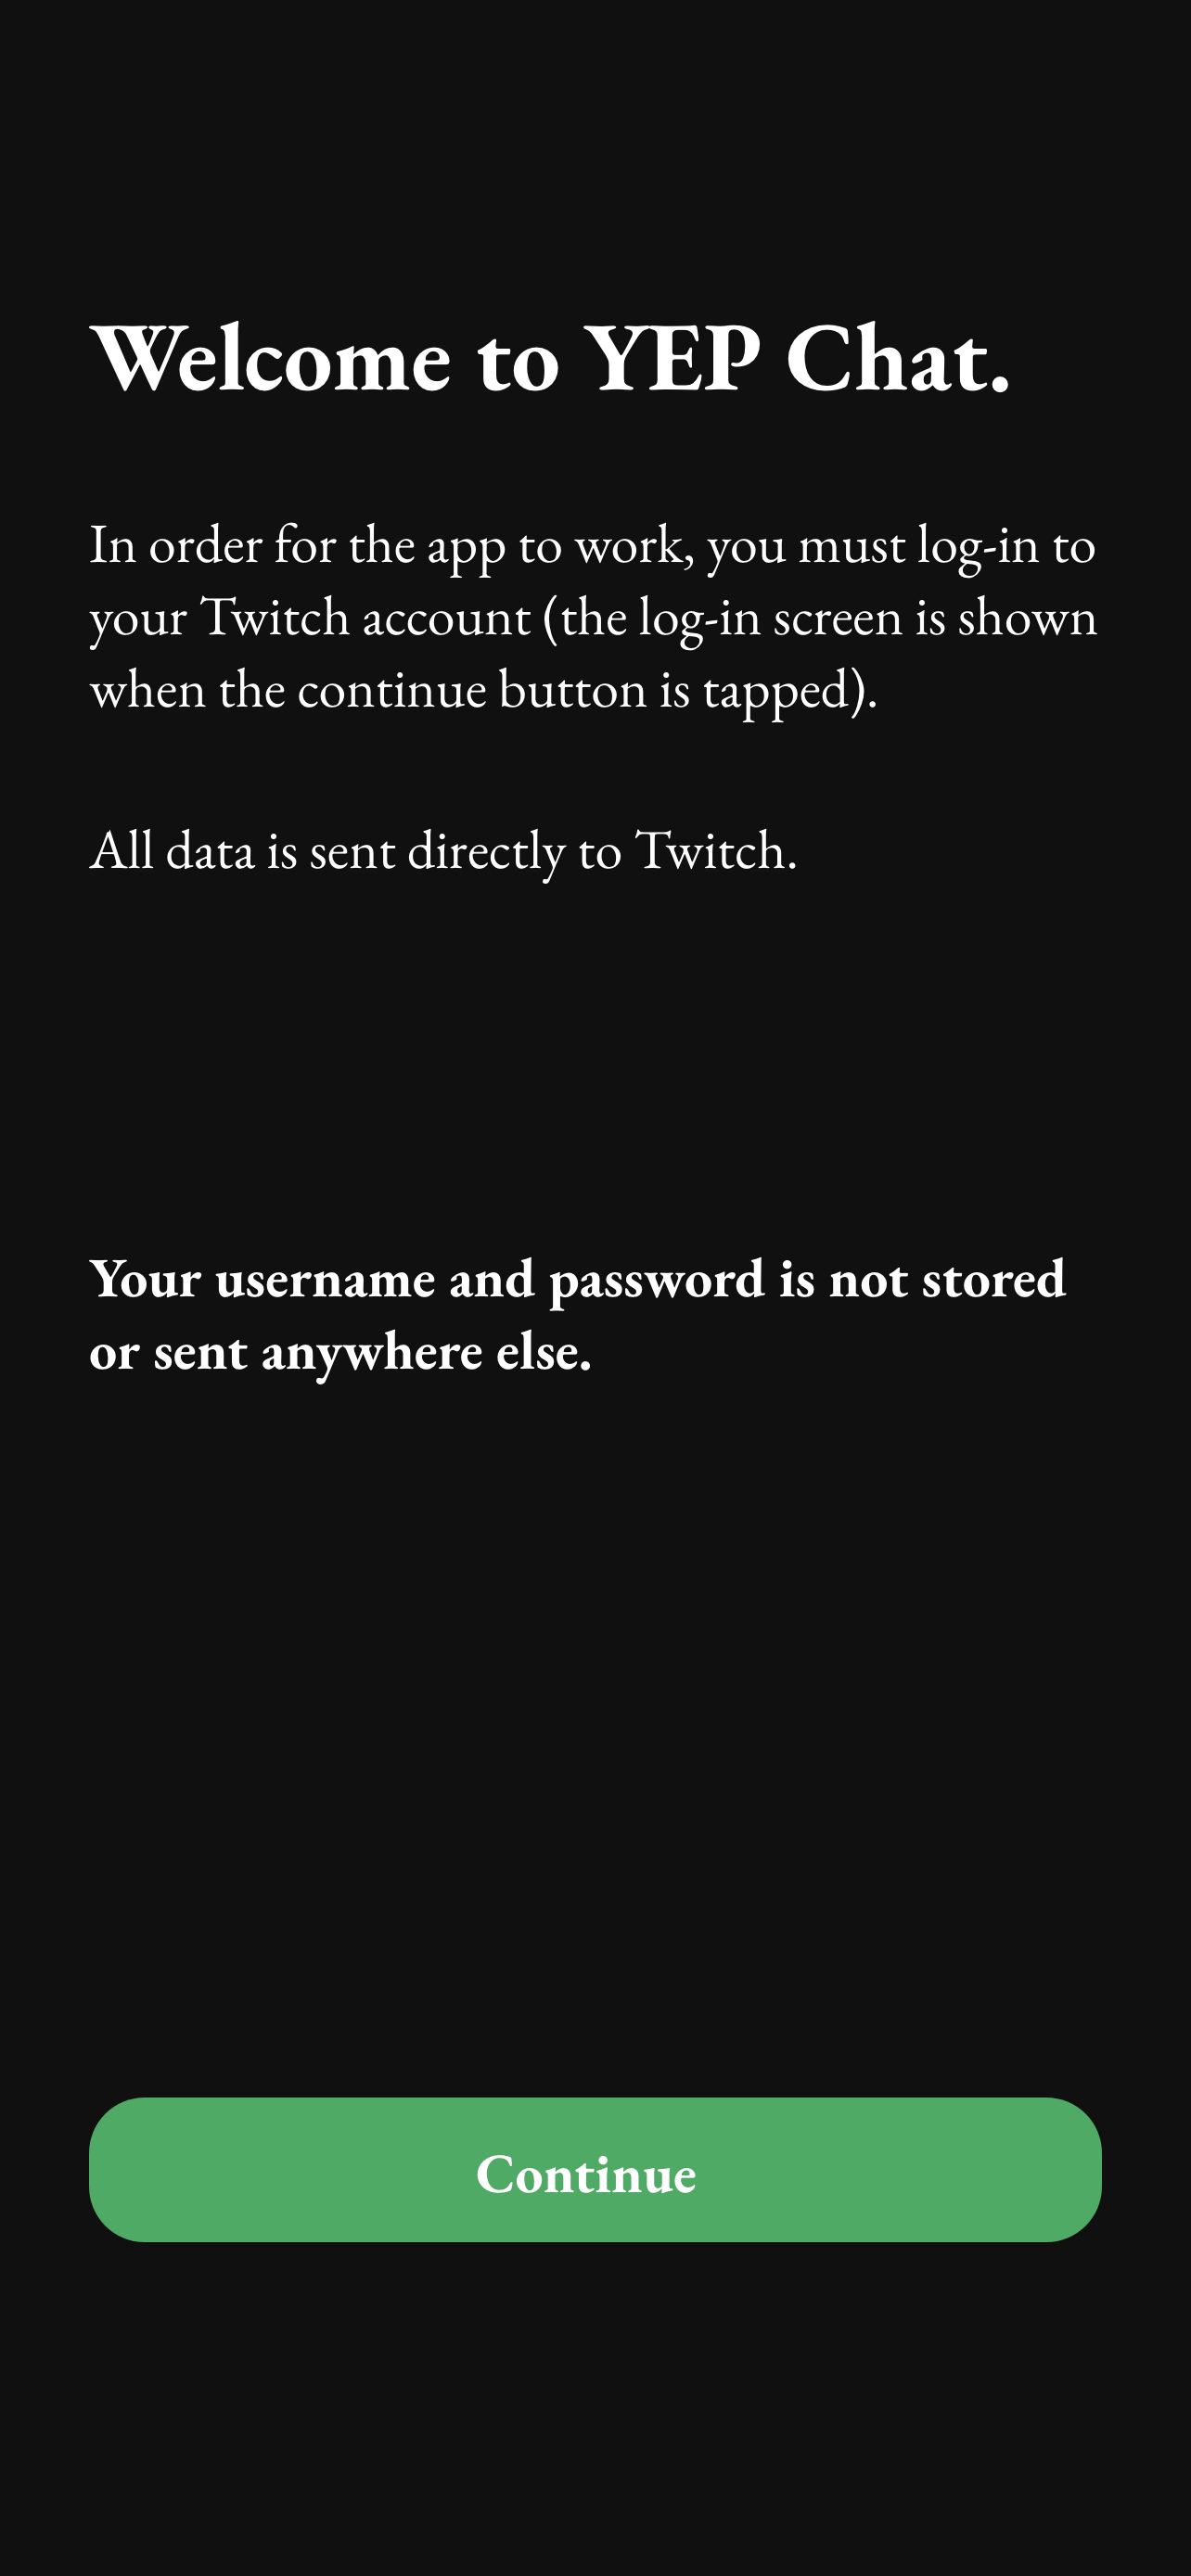 Welcome to YEP Chat.
In order for the app to work, you must log-in to
your Twitch account (the log-in screen is shown
when the continue button is tapped).
All data is sent directly to Twitch.
Your username and password is not stored
or sent anywhere else.
Continue